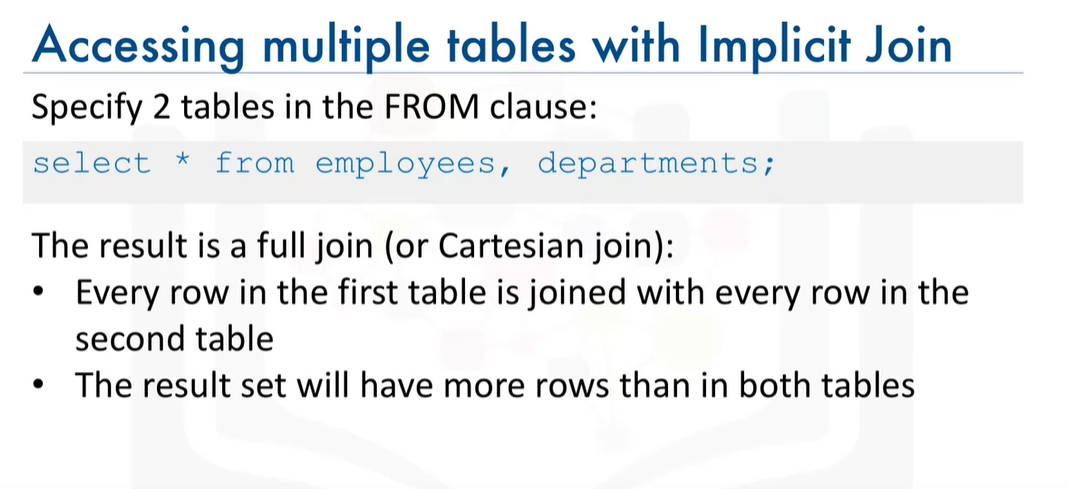 Accessing multiple tables with Implicit Join
Specify 2 tables in the FROM clause:
select * from employees, departments;
The result is a full join (or Cartesian join):
• Every row in the first table is joined with every row in the
second table
• The result set will have more rows than in both tables